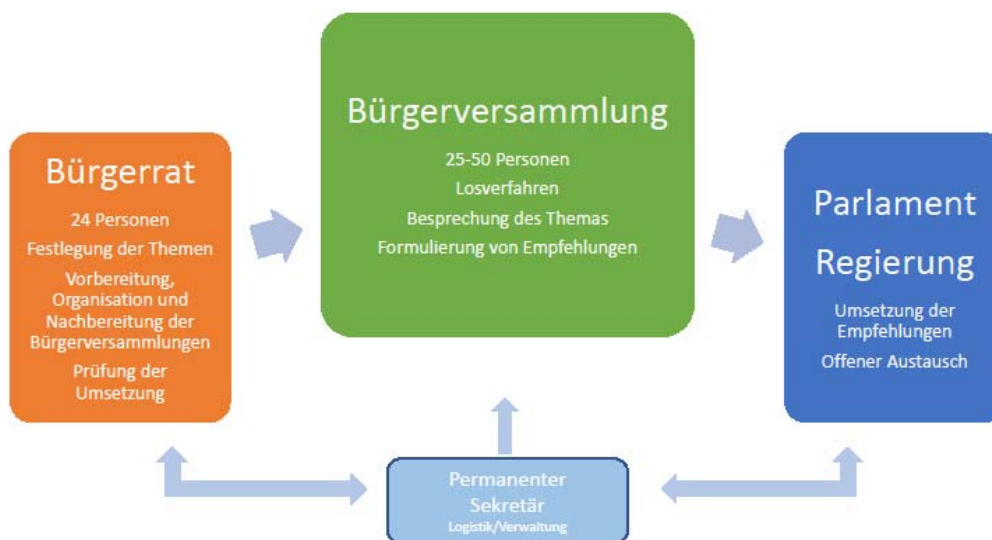 Bürgerrat
24 Personen
Festlegung der Themen
Vorbereitung,
Organisation und
Nachbereitung der
Bürgerversammlungen
Prüfung der
Umsetzung
Bürgerversammlung
25-50 Personen
Losverfahren
Besprechung des Themas
Formulierung von Empfehlungen
Parlament
Regierung
Umsetzung der
Empfehlungen
Offener Austausch
Permanenter
Sekretär
Logistik/Verwaltung